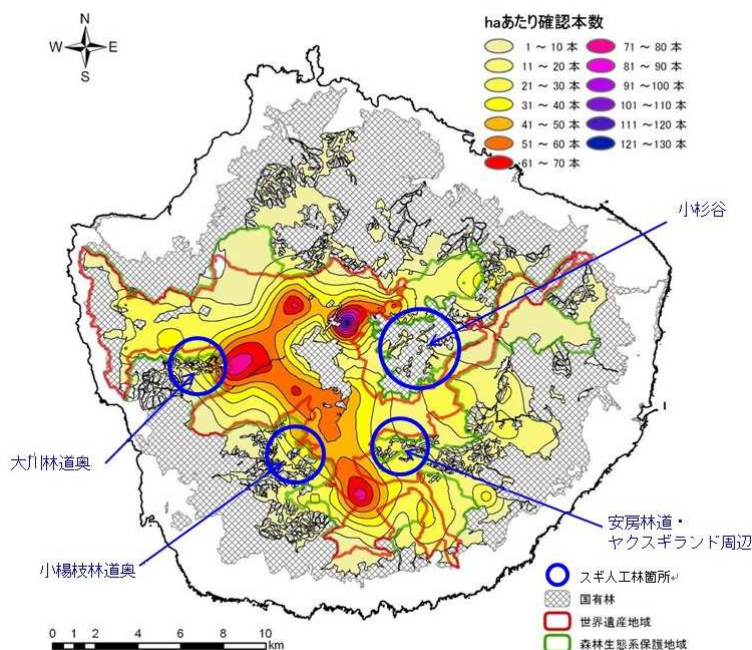 N
W E
S
haあたり確認本数
1 ～ 10 本
11 ～ 20 本
21 ～ 30 本
31 ～ 40 本
41 ～ 50 本
51 ～ 60 本
61 ～ 70 本
71 ～ 80 本
81 ～ 90 本
91 ～100 本
101 ～110 本
111 ～120 本
121 ～130 本
小杉谷
大川林道奥
小楊枝林道奥
安房林道・
ヤクスギランド周辺
スギ人工林箇所
国有林
世界遺産地域
森林生態系保護地域
0 1 2 4 6 8 10
km